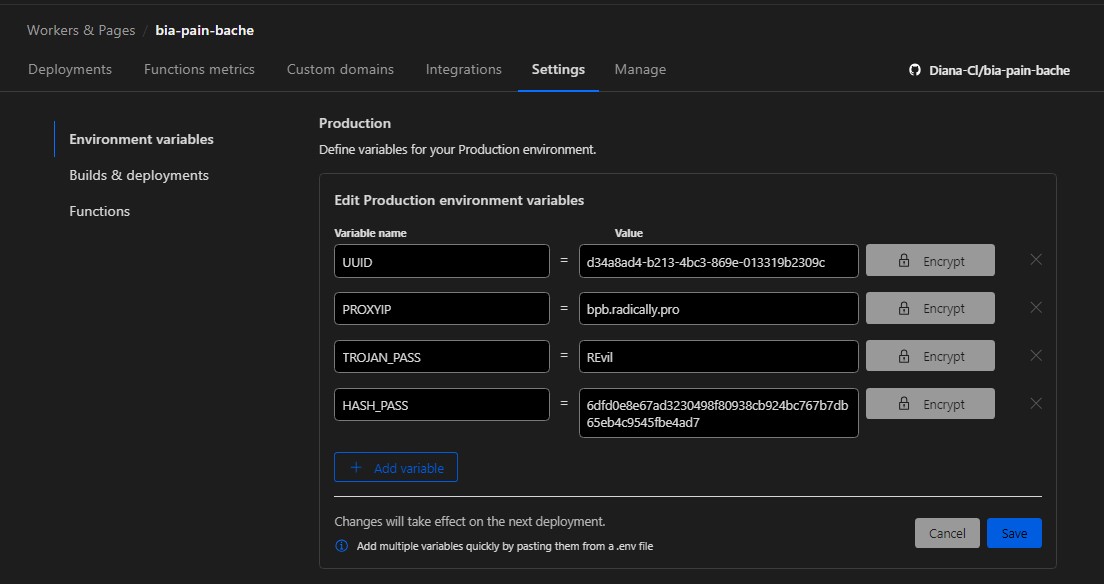 Workers & Pages / bia-pain-bache
Deployments Functions metrics Custom domains Integrations Settings Manage Diana-Cl/bia-pain-bache
Environment variables
Builds & deployments
Functions
Production
Define variables for your Production environment.
Edit Production environment variables
Variable name Value
UUID = d34a8ad4-b213-4bc3-869e-013319b2309c Encrypt
PROXYIP = bpb.radically.pro Encrypt
TROJAN_PASS = REvil Encrypt
HASH_PASS = 6dfd0e8e67ad3230498f80938cb924bc767b7db Encrypt
65eb4c9545fbe4ad7
+ Add variable
Changes will take effect on the next deployment.
Add multiple variables quickly by pasting them from a .env file
Cancel Save